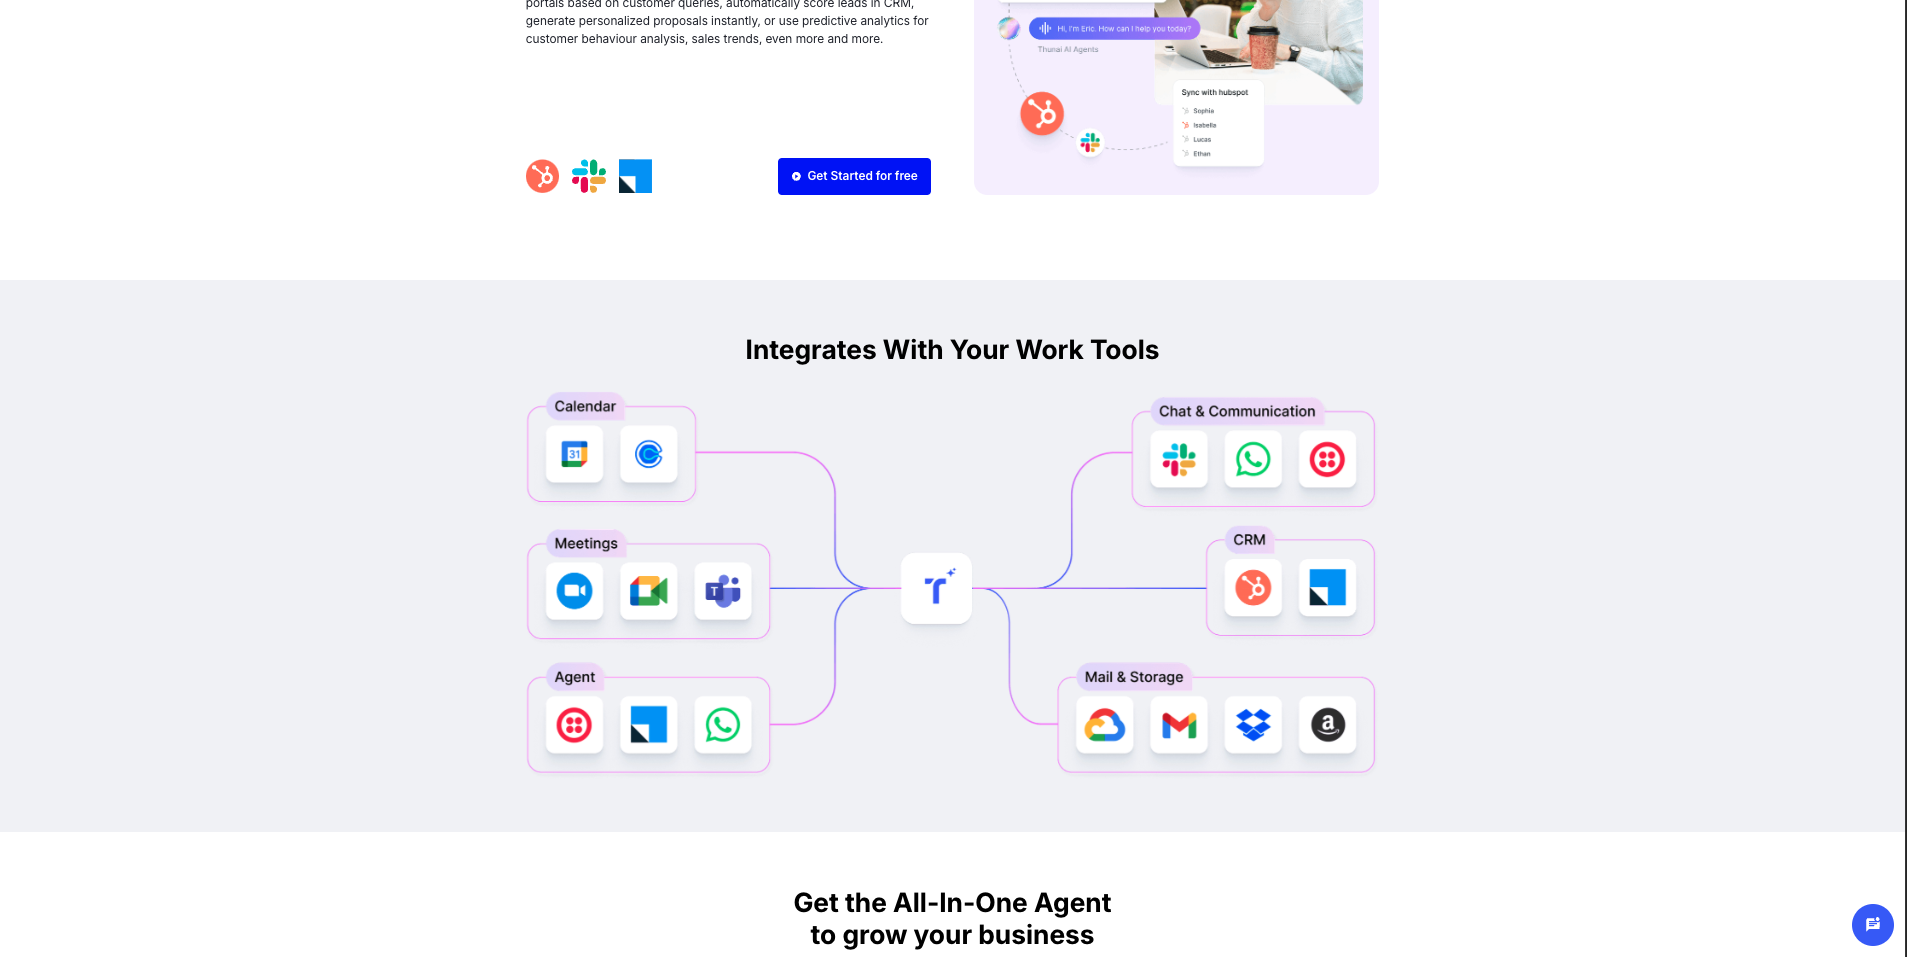 portals based on customer queries, automatically score leads in CRM,
generate personalized proposals instantly, or use predictive analytics for
customer behaviour analysis, sales trends, even more and more.
Get Started for free
Hi, I'm Eric. How can I help you today?
Thunai AI Agents
Sync with hubspot
Sophia
Isabella
Lucas
Ethan
Integrates With Your Work Tools
Calendar
31
Meetings
T
Agent
Chat & Communication
CRM
Mail & Storage
a
Get the All-In-One Agent
to grow your business